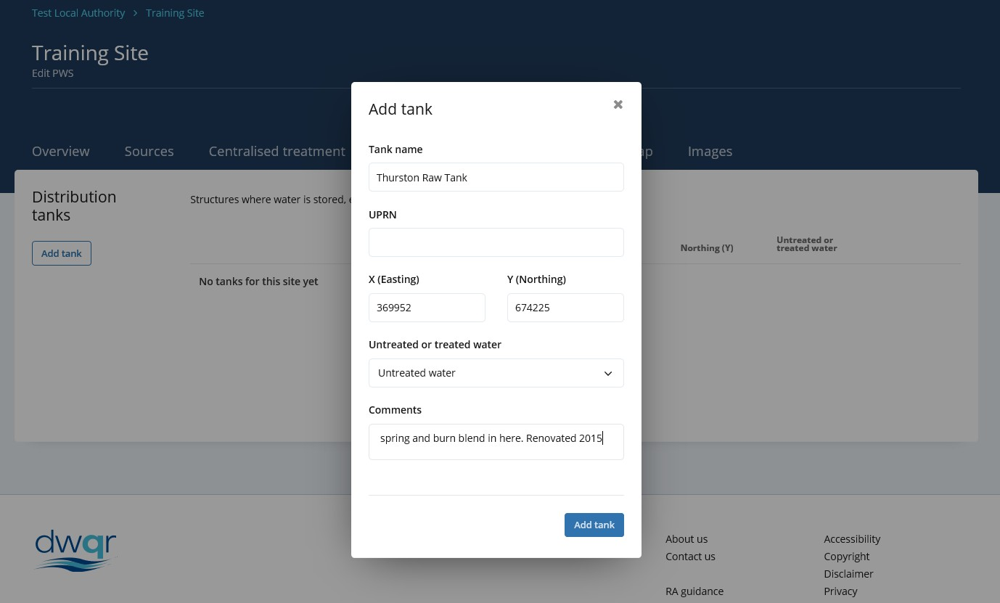 Test Local Authority › Training Site
Training Site
Edit PWS
Overview Sources Centralised treatment ap Images
Add tank
Tank name
Thurston Raw Tank
UPRN
X (Easting) Y (Northing)
369952 674225
Untreated or treated water
Untreated water
Comments
spring and burn blend in here. Renovated 2015
Add tank
Distribution
tanks
Add tank
Structures where water is stored,
Northing (Y)
Untreated or
treated water
No tanks for this site yet
dwqr
About us
Contact us
RA guidance
Accessibility
Copyright
Disclaimer
Privacy